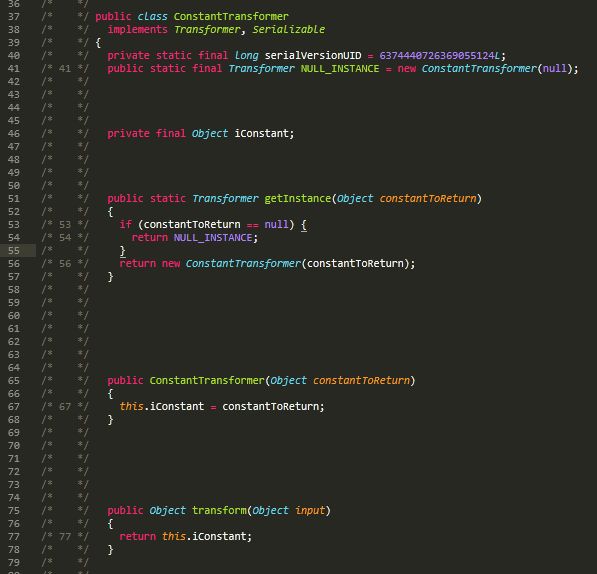 36 /*    */
37 /*    */ public class ConstantTransformer
38 /*    */   implements Transformer, Serializable
39 /*    */ {
40 /*    */   private static final long serialVersionUID = 6374440726369055124L;
41 /* 41 */   public static final Transformer NULL_INSTANCE = new ConstantTransformer(null);
42 /*    */
43 /*    */
44 /*    */
45 /*    */
46 /*    */   private final Object iConstant;
47 /*    */
48 /*    */
49 /*    */
50 /*    */
51 /*    */   public static Transformer getInstance(Object constantToReturn)
52 /*    */   {
53 /* 53 */     if (constantToReturn == null) {
54 /* 54 */       return NULL_INSTANCE;
55 /*    */     }
56 /* 56 */     return new ConstantTransformer(constantToReturn);
57 /*    */   }
58 /*    */
59 /*    */
60 /*    */
61 /*    */
62 /*    */
63 /*    */
64 /*    */
65 /*    */   public ConstantTransformer(Object constantToReturn)
66 /*    */   {
67 /* 67 */     this.iConstant = constantToReturn;
68 /*    */   }
69 /*    */
70 /*    */
71 /*    */
72 /*    */
73 /*    */
74 /*    */
75 /*    */   public Object transform(Object input)
76 /*    */   {
77 /* 77 */     return this.iConstant;
78 /*    */   }
79 /*    */